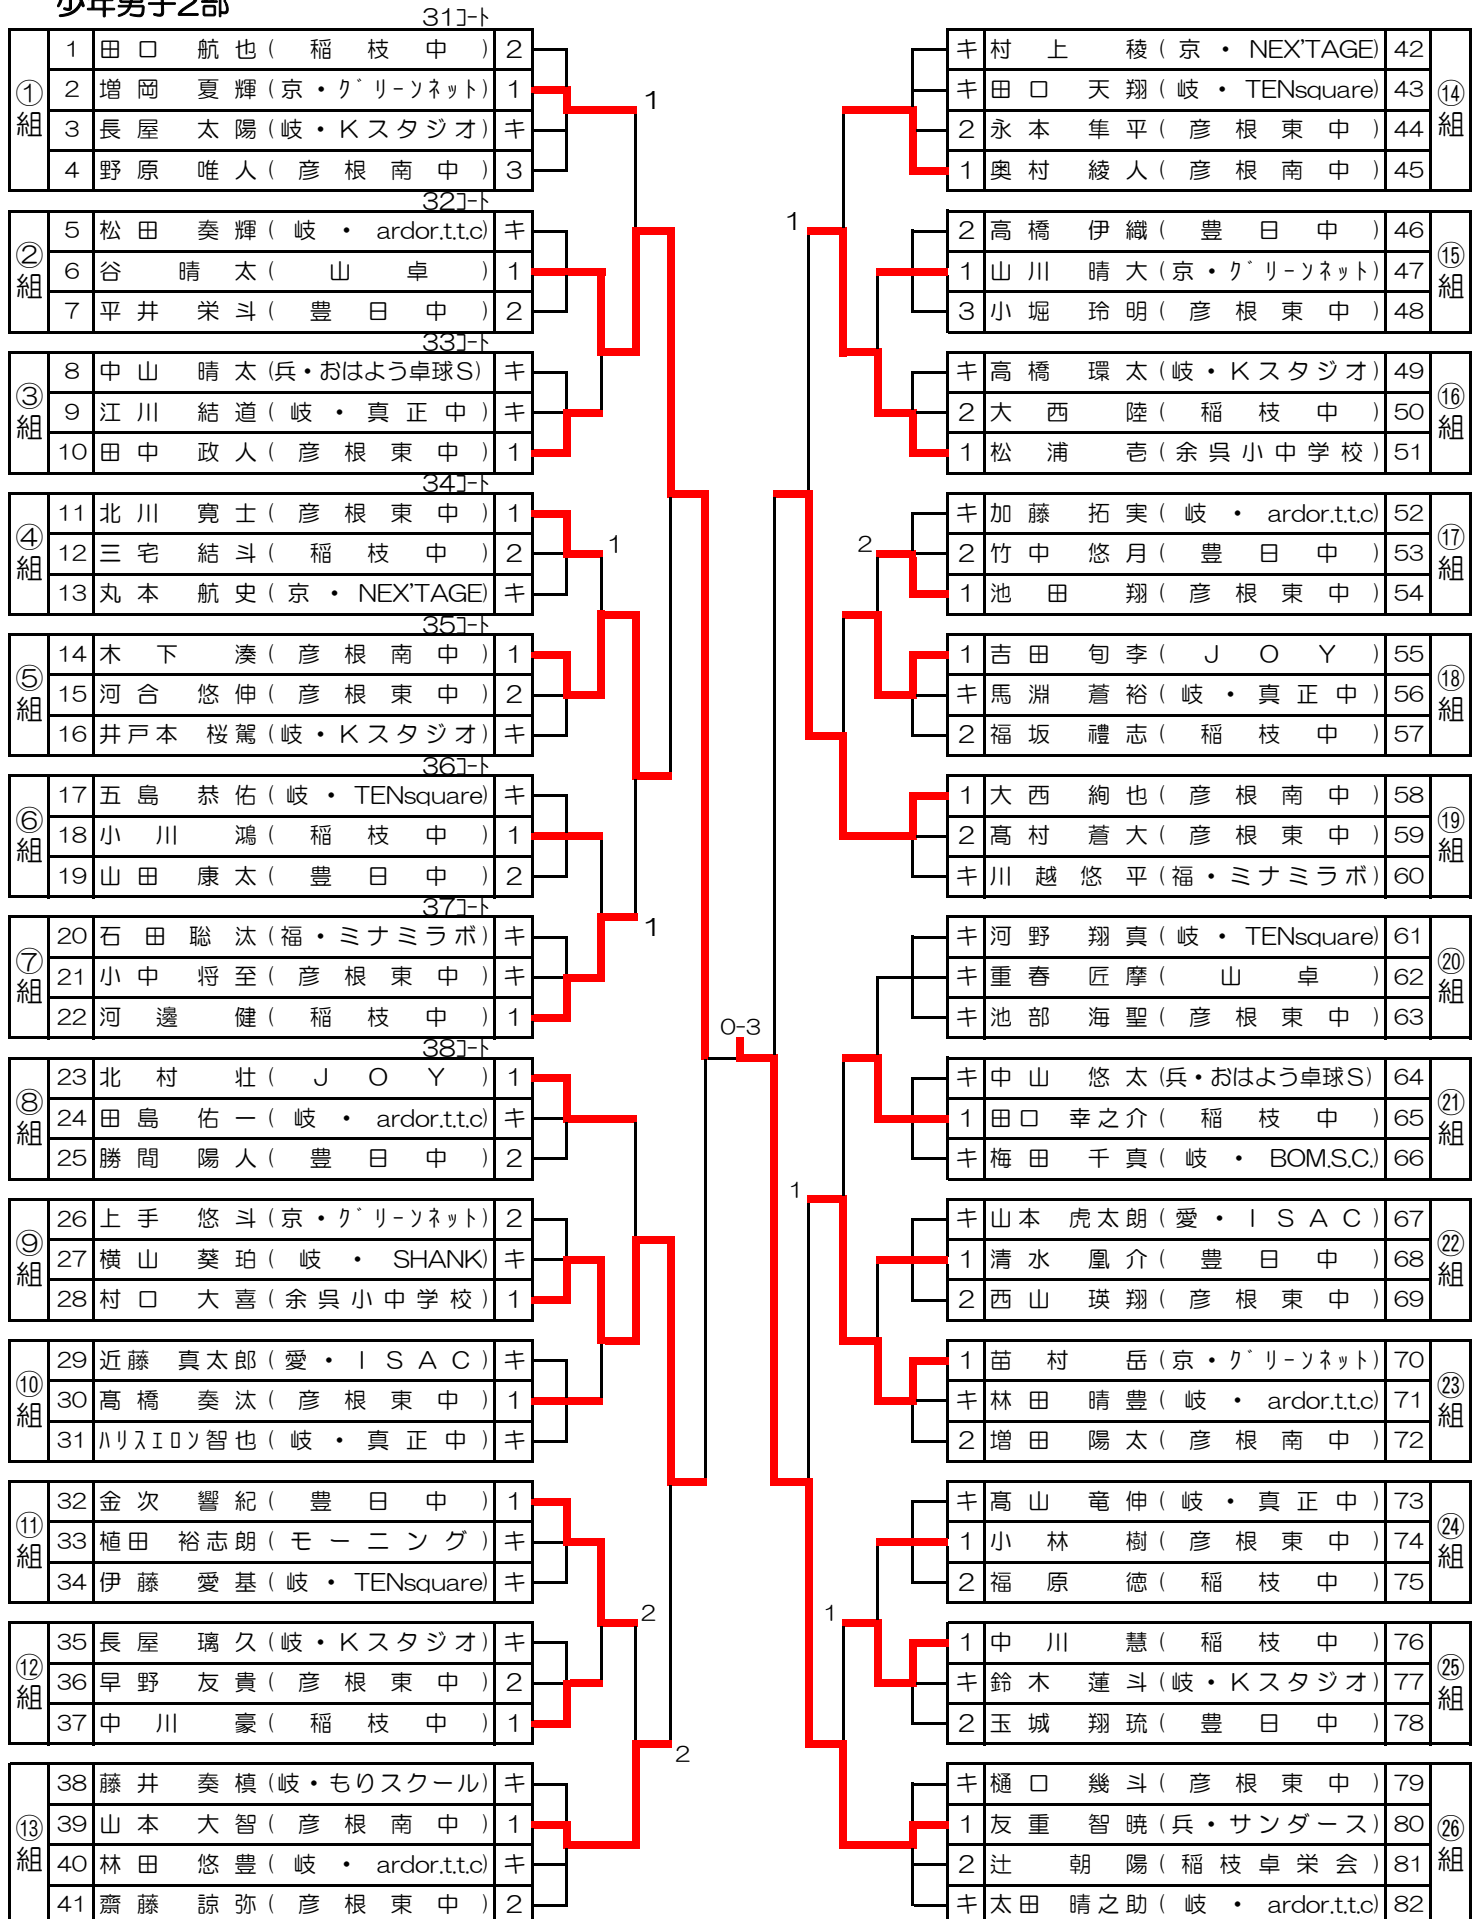 少年男子2部
31コート
①組
1 田口 航也 (稲枝中) 2
2 増岡 夏輝 (京・グリーンネット) 1
3 長屋 太陽 (岐・Kスタジオ) キ
4 野原 唯人 (彦根南中) 3
1
32コート
②組
5 松田 奏輝 (岐・ardor.t.t.c) キ
6 谷 晴太 (山卓) 1
7 平井 栄斗 (豊日中) 2
33コート
③組
8 中山 晴太 (兵・おはよう卓球S) キ
9 江川 結道 (岐・真正中) キ
10 田中 政人 (彦根東中) 1
34コート
④組
11 北川 寛士 (彦根東中) 1
12 三宅 結斗 (稲枝中) 2
13 丸本 航史 (京・NEX'TAGE) キ
1
35コート
⑤組
14 木下 湊 (彦根南中) 1
15 河合 悠伸 (彦根東中) 2
16 井戸本 桜駕 (岐・Kスタジオ) キ
36コート
⑥組
17 五島 恭佑 (岐・TENsquare) キ
18 小川 鴻 (稲枝中) 1
19 山田 康太 (豊日中) 2
37コート
1
⑦組
20 石田 聡汰 (福・ミナミラボ) キ
21 小中 将至 (彦根東中) キ
22 河邊 健 (稲枝中) 1
38コート
⑧組
23 北村 壮 (JOY) 1
24 田島 佑一 (岐・ardor.t.t.c) キ
25 勝間 陽人 (豊日中) 2
⑨組
26 上手 悠斗 (京・グリーンネット) 2
27 横山 葵珀 (岐・SHANK) キ
28 村口 大喜 (余呉小中学校) 1
⑩組
29 近藤 真太郎 (愛・ISAC) キ
30 髙橋 奏汰 (彦根東中) 1
31 ハリスエロン智也 (岐・真正中) キ
⑪組
32 金次 響紀 (豊日中) 1
33 植田 裕志朗 (モーニング) キ
34 伊藤 愛基 (岐・TENsquare) キ
2
⑫組
35 長屋 璃久 (岐・Kスタジオ) キ
36 早野 友貴 (彦根東中) 2
37 中川 豪 (稲枝中) 1
2
⑬組
38 藤井 奏槙 (岐・もりスクール) キ
39 山本 大智 (彦根南中) 1
40 林田 悠豊 (岐・ardor.t.t.c) キ
41 齋藤 諒弥 (彦根東中) 2
0-3
キ 村上 稜 (京・NEX'TAGE) 42
キ 田口 天翔 (岐・TENsquare) 43
2 永本 隼平 (彦根東中) 44
1 奥村 綾人 (彦根南中) 45
⑭組
1
2 高橋 伊織 (豊日中) 46
1 山川 晴大 (京・グリーンネット) 47
3 小堀 玲明 (彦根東中) 48
⑮組
キ 高橋 環太 (岐・Kスタジオ) 49
2 大西 陸 (稲枝中) 50
1 松浦 壱 (余呉小中学校) 51
⑯組
キ 加藤 拓実 (岐・ardor.t.t.c) 52
2 竹中 悠月 (豊日中) 53
1 池田 翔 (彦根東中) 54
⑰組
2
1 吉田 旬李 (JOY) 55
キ 馬淵 蒼裕 (岐・真正中) 56
2 福坂 禮志 (稲枝中) 57
⑱組
1 大西 絢也 (彦根南中) 58
2 髙村 蒼大 (彦根東中) 59
キ 川越 悠平 (福・ミナミラボ) 60
⑲組
キ 河野 翔真 (岐・TENsquare) 61
キ 重春 匠摩 (山卓) 62
キ 池部 海聖 (彦根東中) 63
⑳組
キ 中山 悠太 (兵・おはよう卓球S) 64
1 田口 幸之介 (稲枝中) 65
キ 梅田 千真 (岐・BOM.S.C.) 66
㉑組
1
キ 山本 虎太朗 (愛・ISAC) 67
1 清水 凰介 (豊日中) 68
2 西山 瑛翔 (彦根東中) 69
㉒組
1 苗村 岳 (京・グリーンネット) 70
キ 林田 晴豊 (岐・ardor.t.t.c) 71
2 増田 陽太 (彦根南中) 72
㉓組
キ 髙山 竜伸 (岐・真正中) 73
1 小林 樹 (彦根東中) 74
2 福原 徳 (稲枝中) 75
㉔組
1
1 中川 慧 (稲枝中) 76
キ 鈴木 蓮斗 (岐・Kスタジオ) 77
2 玉城 翔琉 (豊日中) 78
㉕組
キ 樋口 幾斗 (彦根東中) 79
1 友重 智暁 (兵・サンダース) 80
2 辻 朝陽 (稲枝卓栄会) 81
キ 太田 晴之助 (岐・ardor.t.t.c) 82
㉖組